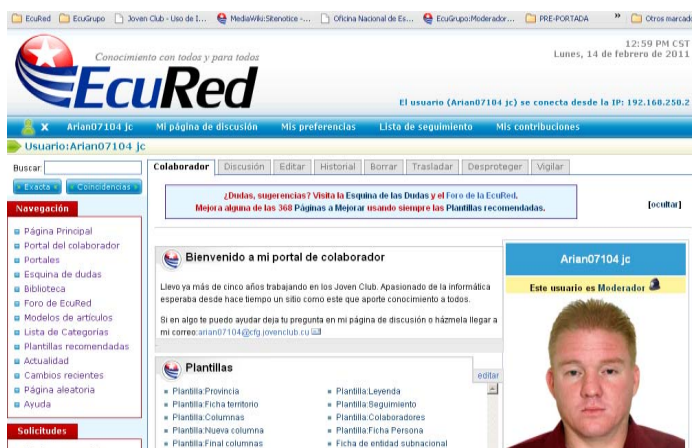 EcuRed
EcuGrupo
Joven Club - Uso de I...
MediaWiki:Sitenotice -...
Oficina Nacional de Es...
EcuGrupo:Moderador...
PRE-PORTADA
»
Otros marcado
12:59 PM CST
Lunes, 14 de febrero de 2011
Conocimiento con todos y para todos
EcuRed
El usuario (Arian07104 jc) se conecta desde la IP: 192.168.250.2
X Arian07104 jc Mi página de discusión Mis preferencias Lista de seguimiento Mis contribuciones
Usuario:Arian07104 jc
Buscar:
Colaborador Discusión Editar Historial Borrar Trasladar Desproteger Vigilar
Exacta Coincidencias
¿Dudas, sugerencias? Visita la Esquina de las Dudas y el Foro de la EcuRed.
Mejora alguna de las 368 Páginas a Mejorar usando siempre las Plantillas recomendadas.
[ocultar]
Navegación
Página Principal
Portal del colaborador
Portales
Esquina de dudas
Biblioteca
Foro de EcuRed
Modelos de artículos
Lista de Categorías
Plantillas recomendadas
Actualidad
Cambios recientes
Página aleatoria
Ayuda
Solicitudes
Bienvenido a mi portal de colaborador
Llevo ya más de cinco años trabajando en los Joven Club. Apasionado de la informática
esperaba desde hace tiempo un sitio como este que aporte conocimiento a todos.
Si en algo te puedo ayudar deja tu pregunta en mi página de discusión o házmela llegar a
mi correo:arian07104@cfg.jovenclub.cu
Plantillas
editar
Plantilla:Provincia
Plantilla:Ficha territorio
Plantilla:Columnas
Plantilla:Nueva columna
Plantilla:Final columnas
Plantilla:Leyenda
Plantilla:Seguimiento
Plantilla:Colaboradores
Plantilla:Ficha Persona
Ficha de entidad subnacional
Arian07104 jc
Este usuario es Moderador